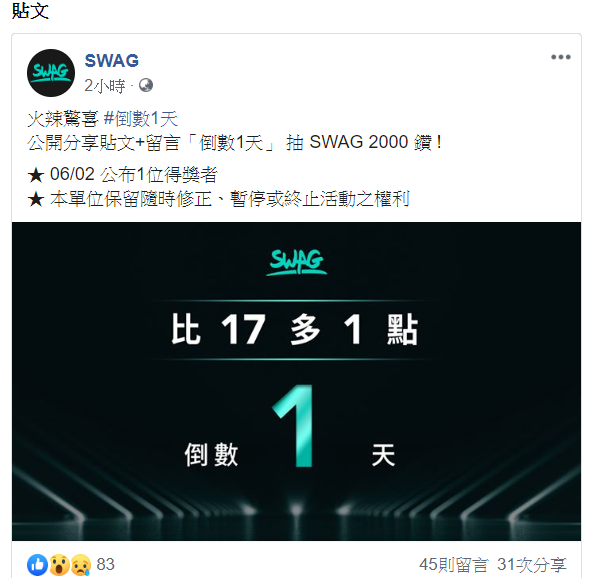 貼文
SWAG
SWAG
2小時 ·
火辣驚喜 #倒數1天
公開分享貼文+留言「倒數1天」 抽 SWAG 2000 鑽 !
★ 06/02 公布1位得獎者
★ 本單位保留隨時修正、暫停或終止活動之權利
SWAG
比 17 多 1 點
倒數 1 天
83 45則留言 31次分享